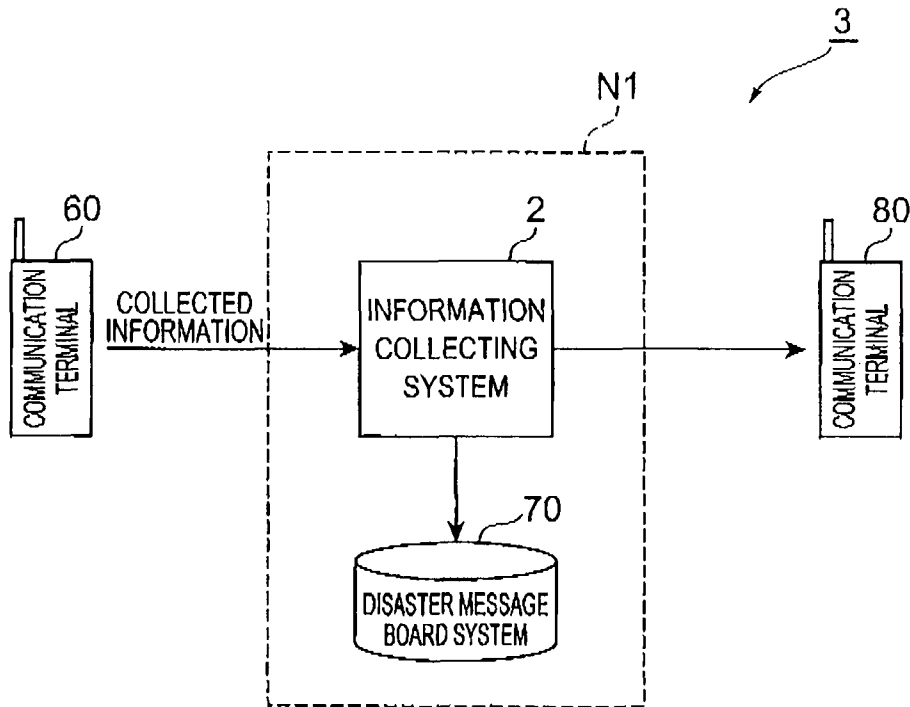 3
N1
60
2
80
COMMUNICATION
TERMINAL
COLLECTED
INFORMATION
INFORMATION
COLLECTING
SYSTEM
COMMUNICATION
TERMINAL
70
DISASTER MESSAGE
BOARD SYSTEM